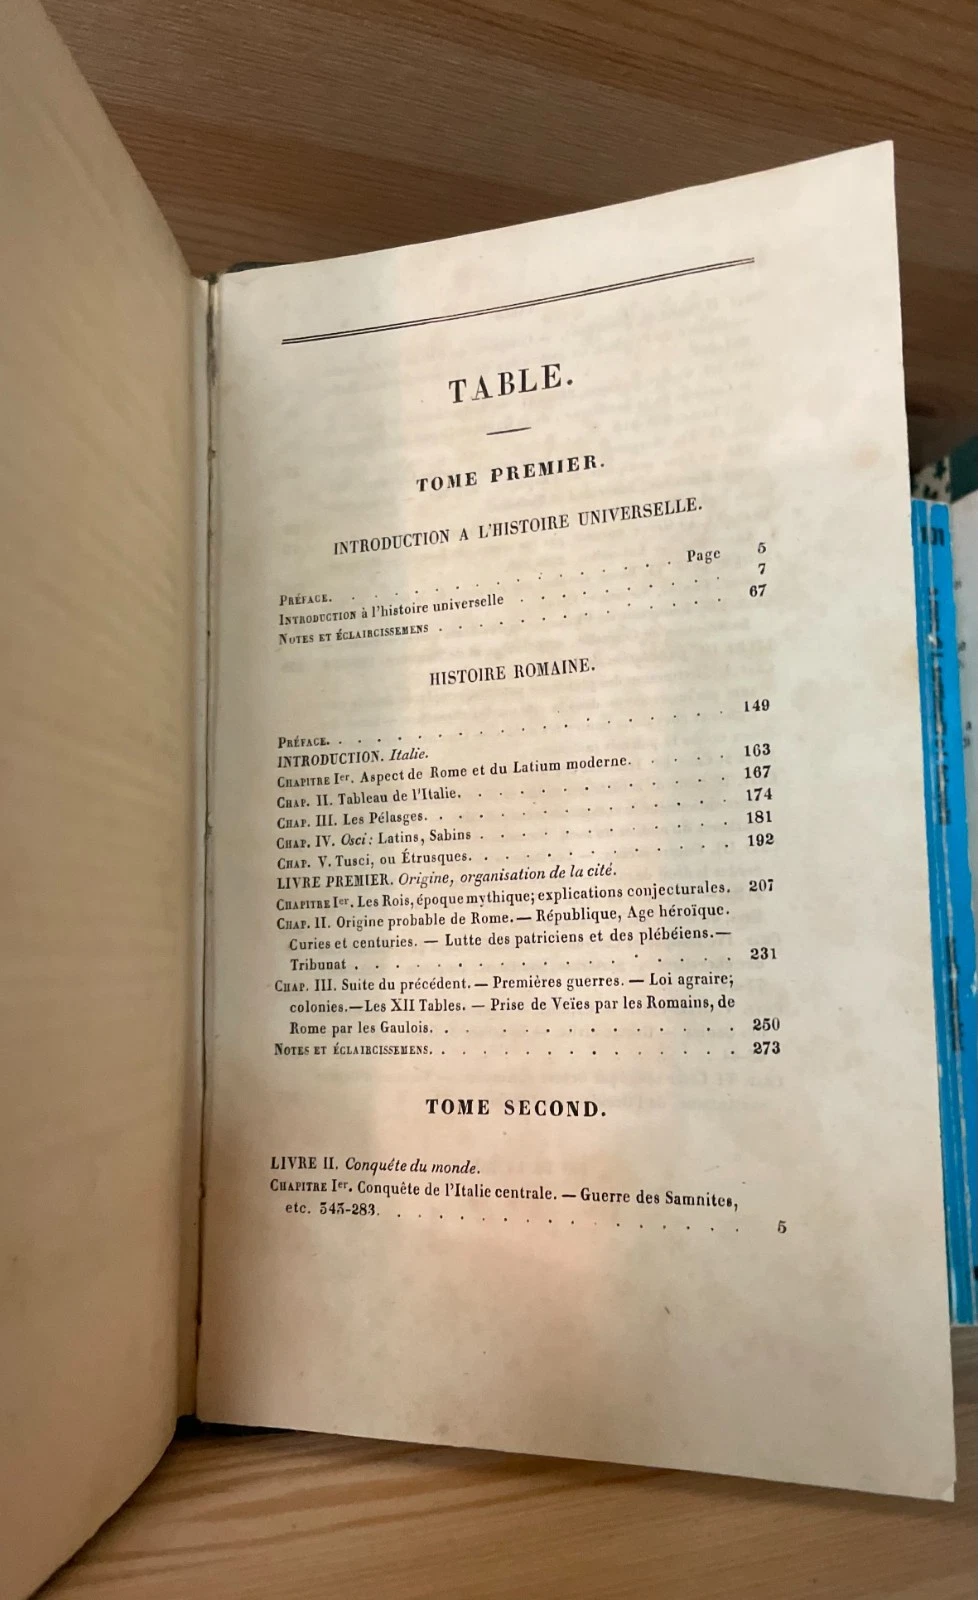 TABLE.
TOME PREMIER.
INTRODUCTION A L'HISTOIRE UNIVERSELLE.
PRÉFACE. . . . . . . . . . . . . . Page 5
INTRODUCTION à l'histoire universelle . . . . . . . . 7
NOTES ET ÉCLAIRCISSEMENS . . . . . . . . . . . 67
HISTOIRE ROMAINE.
PRÉFACE. . . . . . . . . . . . . . . . . 149
INTRODUCTION. Italie.
CHAPITRE Ier. Aspect de Rome et du Latium moderne. . . . . 163
CHAP. II. Tableau de l'Italie. . . . . . . . . . . . 167
CHAP. III. Les Pélasges. . . . . . . . . . . . . 174
CHAP. IV. Osci: Latins, Sabins . . . . . . . . . . . 181
CHAP. V. Tusci, ou Étrusques. . . . . . . . . . . . 192
LIVRE PREMIER. Origine, organisation de la cité.
CHAPITRE Ier. Les Rois, époque mythique; explications conjecturales. 207
CHAP. II. Origine probable de Rome. — République, Age héroïque.
Curies et centuries. — Lutte des patriciens et des plébéiens.—
Tribunat . . . . . . . . . . . . . . . . 231
CHAP. III. Suite du précédent. — Premières guerres. — Loi agraire;
colonies.—Les XII Tables. — Prise de Veïes par les Romains, de
Rome par les Gaulois. . . . . . . . . . . . . 250
NOTES ET ÉCLAIRCISSEMENS. . . . . . . . . . . . . 273
TOME SECOND.
LIVRE II. Conquête du monde.
CHAPITRE Ier. Conquête de l'Italie centrale. — Guerre des Samnites,
etc. 343-283. . . . . . . . . . . . . . . . 5